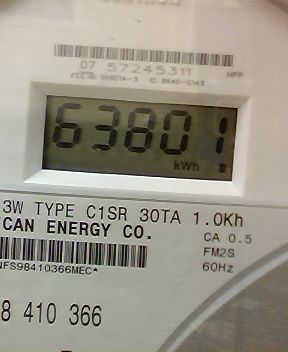 07 57245311
HPP
63801
kWh
3W TYPE C1SR 30TA 1.0Kh
CAN ENERGY CO.
CA 0.5
FM2S
60Hz
NFS98410366MEC*
8 410 366